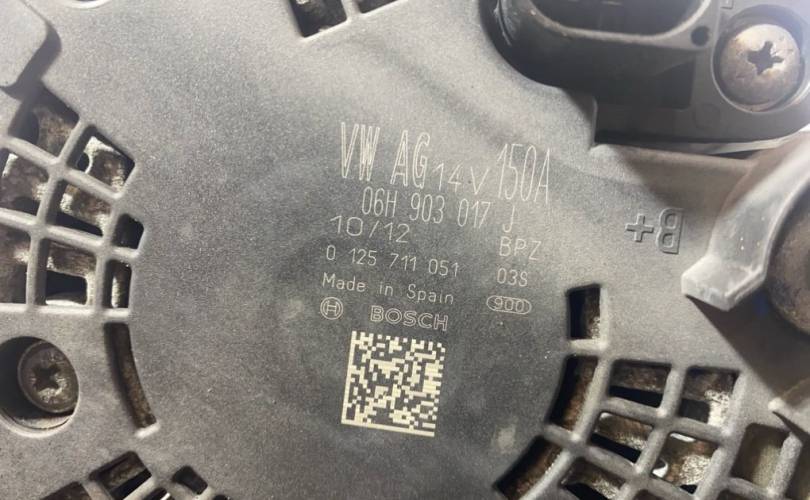 VW AG 14V 150A
06H 903 017 J
10/12 BPZ
0 125 711 051 03S
Made in Spain 900
BOSCH
B+